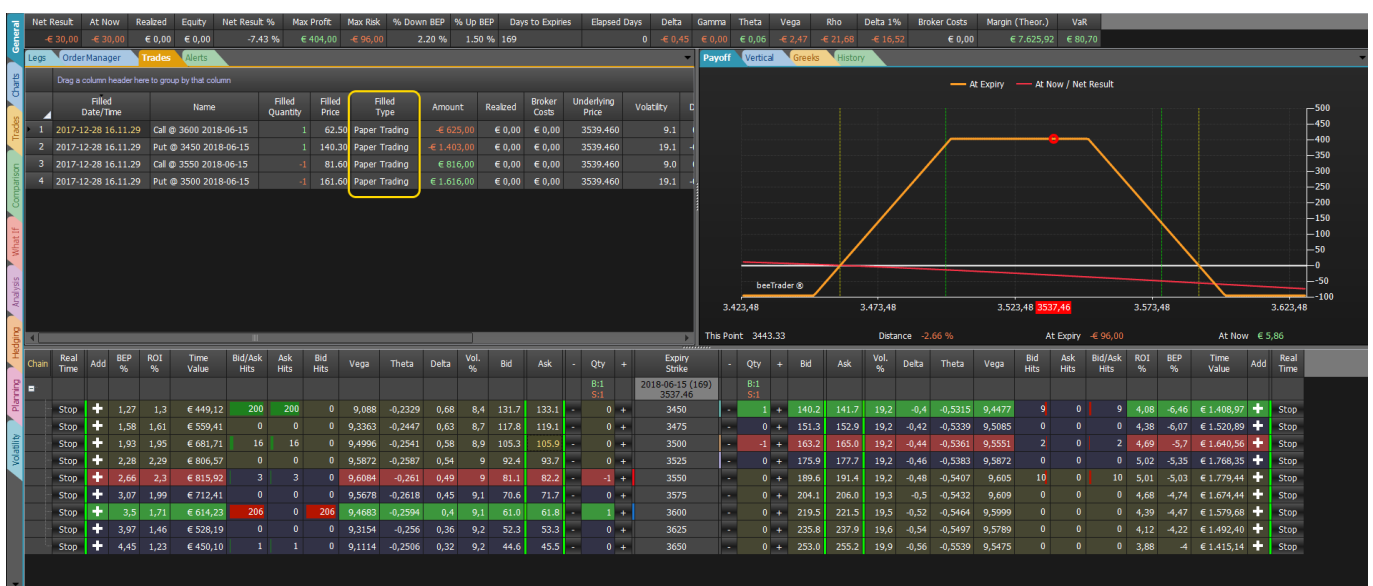 Net Result At Now Realized Equity Net Result % Max Profit Max Risk % Down BEP % Up BEP Days to Expiries Elapsed Days Delta Gamma Theta Vega Rho Delta 1% Broker Costs Margin (Theor.) VaR
-€ 30,00 -€ 30,00 € 0,00 € 0,00 -7.43 % € 404,00 -€ 96,00 2.20 % 1.50 % 169 0 -€ 0,45 € 0,00 € 0,06 -€ 2,47 -€ 21,68 -€ 16,52 € 0,00 € 7.625,92 € 80,70
General
Charts
Trades
Comparison
What If
Analysis
Hedging
Planning
Volatility
Legs OrderManager Trades Alerts
Drag a column header here to group by that column
Filled Date/Time Name Filled Quantity Filled Price Filled Type Amount Realized Broker Costs Underlying Price Volatility D
1 2017-12-28 16.11.29 Call @ 3600 2018-06-15 1 62.50 Paper Trading -€ 625,00 € 0,00 € 0,00 3539.460 9.1
2 2017-12-28 16.11.29 Put @ 3450 2018-06-15 1 140.30 Paper Trading -€ 1.403,00 € 0,00 € 0,00 3539.460 19.1
3 2017-12-28 16.11.29 Call @ 3550 2018-06-15 -1 81.60 Paper Trading € 816,00 € 0,00 € 0,00 3539.460 9.0
4 2017-12-28 16.11.29 Put @ 3500 2018-06-15 -1 161.60 Paper Trading € 1.616,00 € 0,00 € 0,00 3539.460 19.1
Payoff Vertical Greeks History
At Expiry At Now / Net Result
500
450
400
350
300
250
200
150
100
50
0
-50
-100
beeTrader ®
3.423,48 3.473,48 3.523,48 3537,46 3.573,48 3.623,48
This Point 3443.33 Distance -2.66 % At Expiry -€ 96,00 At Now € 5,86
Chain Real Time Add BEP % ROI % Time Value Bid/Ask Hits Ask Hits Bid Hits Vega Theta Delta Vol. % Bid Ask - Qty + Expiry Strike - Qty + Bid Ask Vol. % Delta Theta Vega Bid Hits Ask Hits Bid/Ask Hits ROI % BEP % Time Value Add Real Time
B:1 S:1 2018-06-15 (169) 3537.46 B:1 S:1
Stop + 1,27 1,3 € 449,12 200 200 0 9,088 -0,2329 0,68 8,4 131.7 133.1 - 0 + 3450 - 1 + 140.2 141.7 19,2 -0,4 -0,5315 9,4477 9 0 9 4,08 -6,46 € 1.408,97 + Stop
Stop + 1,58 1,61 € 559,41 0 0 0 9,3363 -0,2447 0,63 8,7 117.8 119.1 - 0 + 3475 - 0 + 151.3 152.9 19,2 -0,42 -0,5339 9,5085 0 0 0 4,38 -6,07 € 1.520,89 + Stop
Stop + 1,93 1,95 € 681,71 16 16 0 9,4996 -0,2541 0,58 8,9 105.3 105.9 - 0 + 3500 - -1 + 163.2 165.0 19,2 -0,44 -0,5361 9,5551 2 0 2 4,69 -5,7 € 1.640,56 + Stop
Stop + 2,28 2,29 € 806,57 0 0 0 9,5872 -0,2587 0,54 9 92.4 93.7 - 0 + 3525 - 0 + 175.9 177.7 19,2 -0,46 -0,5383 9,5872 0 0 0 5,02 -5,35 € 1.768,35 + Stop
Stop + 2,66 2,3 € 815,92 3 3 0 9,6084 -0,261 0,49 9 81.1 82.2 - -1 + 3550 - 0 + 189.6 191.4 19,2 -0,48 -0,5407 9,605 10 0 10 5,01 -5,03 € 1.779,44 + Stop
Stop + 3,07 1,99 € 712,41 0 0 0 9,5678 -0,2618 0,45 9,1 70.6 71.7 - 0 + 3575 - 0 + 204.1 206.0 19,3 -0,5 -0,5432 9,609 0 0 0 4,68 -4,74 € 1.674,44 + Stop
Stop + 3,5 1,71 € 614,23 206 0 206 9,4683 -0,2594 0,4 9,1 61.0 61.8 - 1 + 3600 - 0 + 219.5 221.5 19,5 -0,52 -0,5464 9,5999 0 0 0 4,39 -4,47 € 1.579,68 + Stop
Stop + 3,97 1,46 € 528,19 0 0 0 9,3154 -0,256 0,36 9,2 52.3 53.3 - 0 + 3625 - 0 + 235.8 237.9 19,6 -0,54 -0,5497 9,5789 0 0 0 4,12 -4,22 € 1.492,40 + Stop
Stop + 4,45 1,23 € 450,10 1 1 0 9,1114 -0,2506 0,32 9,2 44.6 45.5 - 0 + 3650 - 0 + 253.0 255.2 19,9 -0,56 -0,5539 9,5475 0 0 0 3,88 -4 € 1.415,14 + Stop